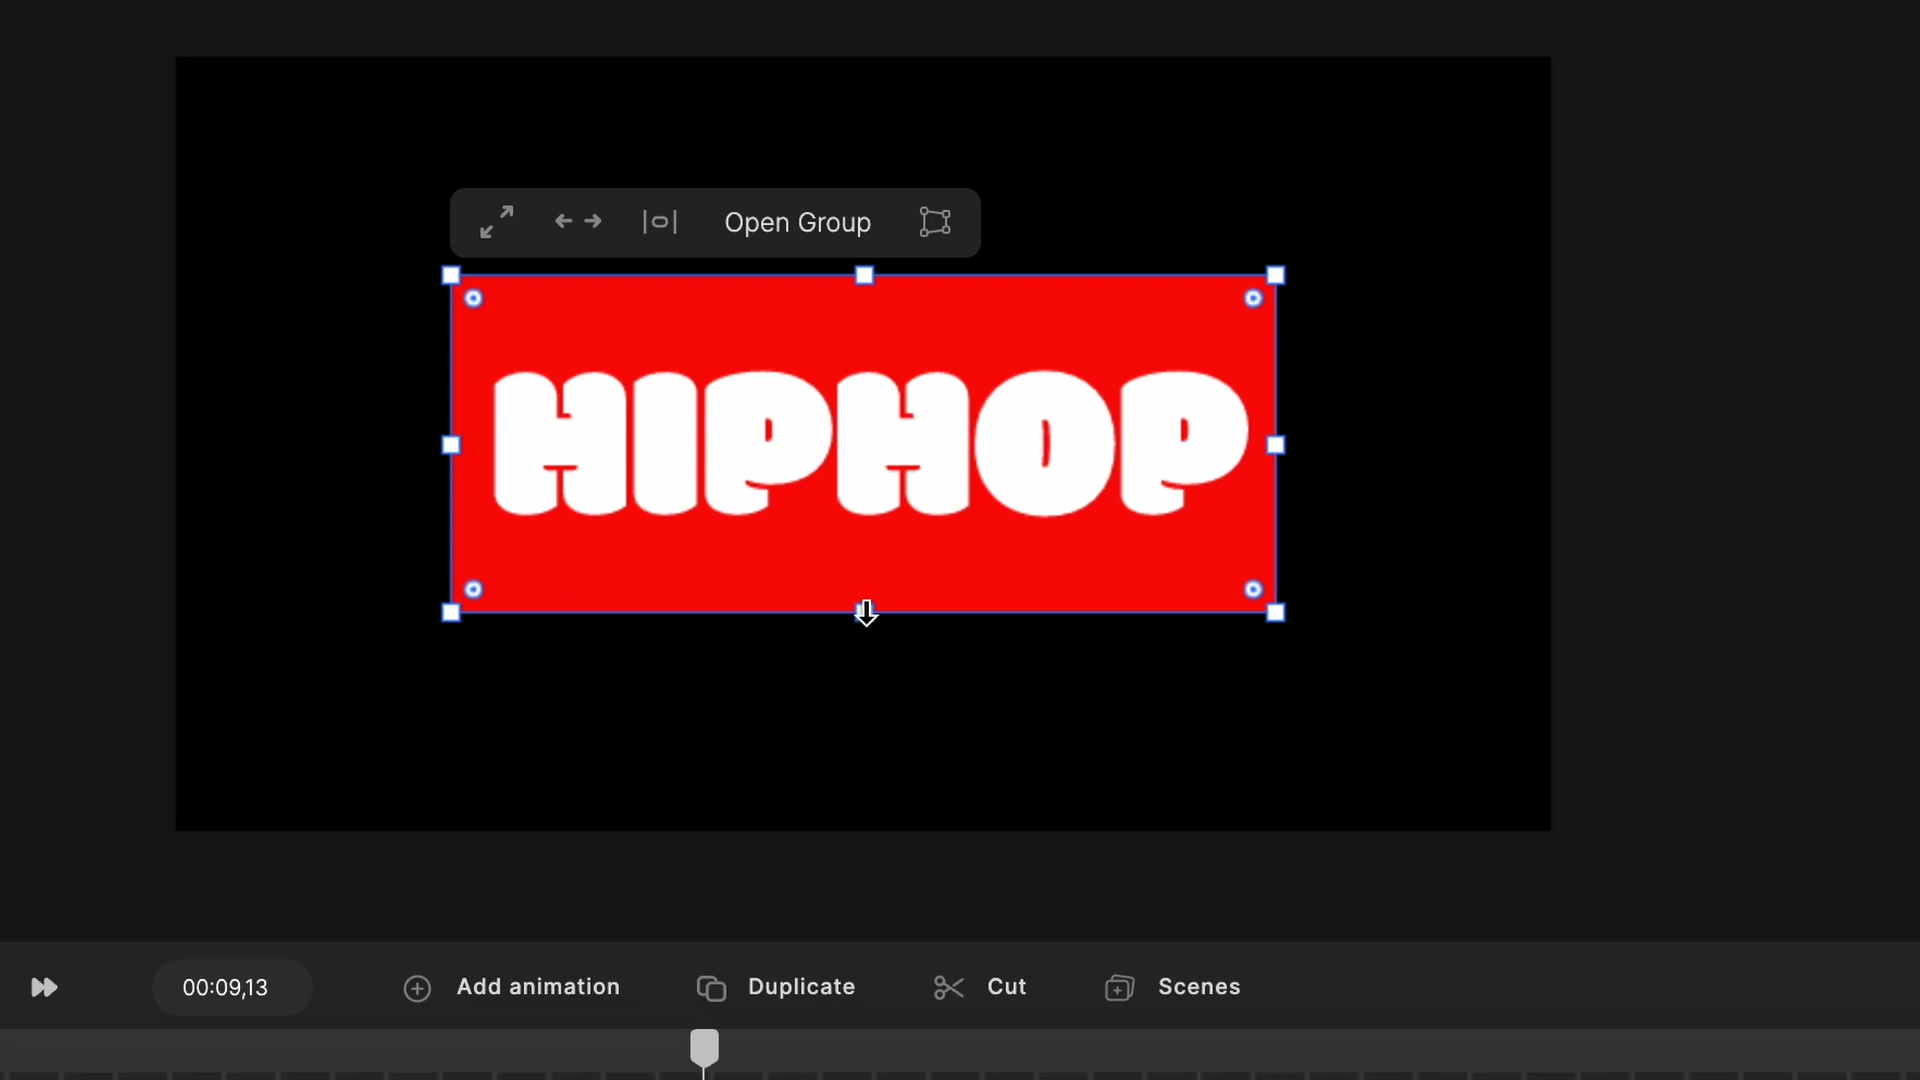 Open Group
HIPHOP
00:09,13
Add animation
Duplicate
Cut
Scenes